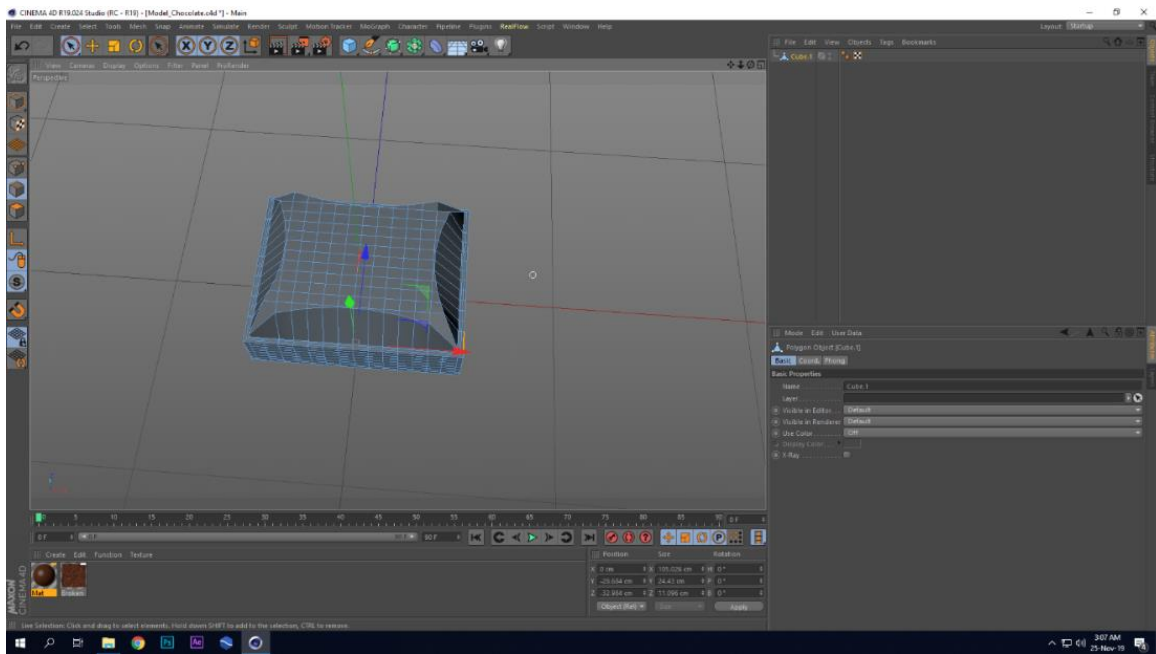 CINEMA 4D R19.024 Studio (RC - R19) - [Model_Chocolate.c4d *] - Main
File Edit Create Select Tools Mesh Snap Animate Simulate Render Sculpt Motion Tracker MoGraph Character Pipeline Plugins RealFlow Script Window Help
Layout: Startup
View Cameras Display Options Filter Panel ProRender
Perspective
File Edit View Objects Tags Bookmarks
Cube.1
Mode Edit User Data
Polygon Object [Cube.1]
Basic Coord. Phong
Basic Properties
Name Cube.1
Layer
Visible in Editor Default
Visible in Renderer Default
Use Color Off
Display Color
X-Ray
0 5 10 15 20 25 30 35 40 45 50 55 60 65 70 75 80 85 90 0 F
0 F 0 F 90 F 90 F
Create Edit Function Texture
Mat Broken
Position Size Rotation
X 0 cm X 105.026 cm H 0 °
Y -28.684 cm Y 24.43 cm P 0 °
Z -32.984 cm Z 11.096 cm B 0 °
Object (Rel) Size Apply
MAXON CINEMA 4D
Live Selection: Click and drag to select elements. Hold down SHIFT to add to the selection, CTRL to remove.
3:07 AM
25-Nov-19